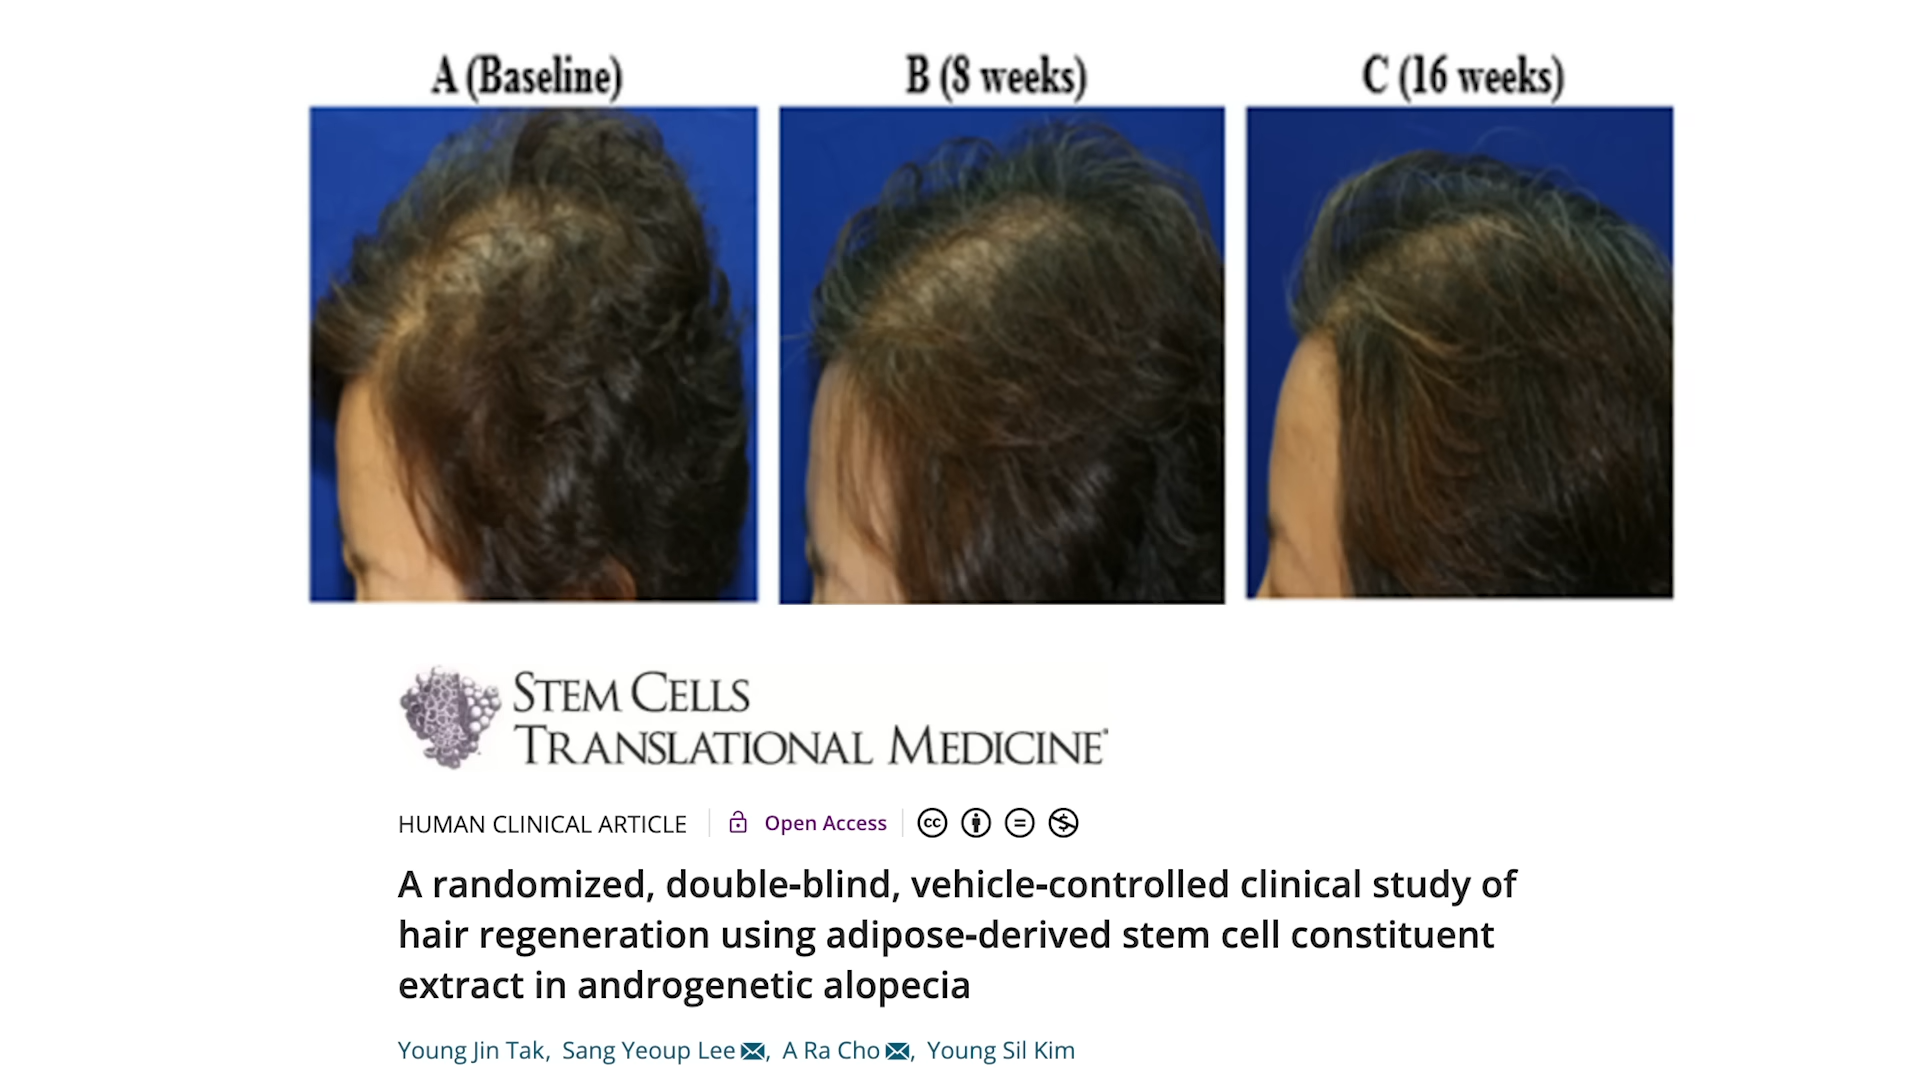 A (Baseline)
B (8 weeks)
C (16 weeks)
STEM CELLS
TRANSLATIONAL MEDICINE®
HUMAN CLINICAL ARTICLE
Open Access
cc
A randomized, double-blind, vehicle-controlled clinical study of
hair regeneration using adipose-derived stem cell constituent
extract in androgenetic alopecia
Young Jin Tak, Sang Yeoup Lee, A Ra Cho, Young Sil Kim